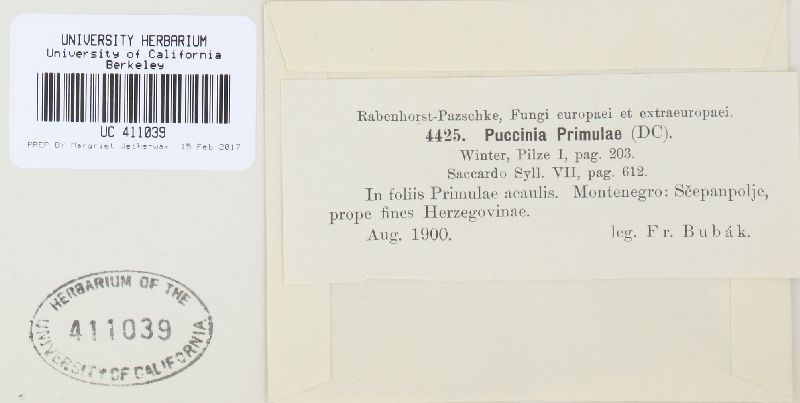 UNIVERSITY HERBARIUM
University of California
Berkeley
UC 411039
PREP By Margriet Wetherwax, 15 Feb 2017
HERBARIUM OF THE
411039
UNIVERSITY OF CALIFORNIA
Rabenhorst-Pazschke, Fungi europaei et extraeuropaei.
4425. Puccinia Primulae (DC).
Winter, Pilze I, pag. 203.
Saccardo Syll. VII, pag. 612.
In foliis Primulae acaulis. Montenegro: Sčepanpolje,
prope fines Herzegovinae.
Aug. 1900. leg. Fr. Bubák.